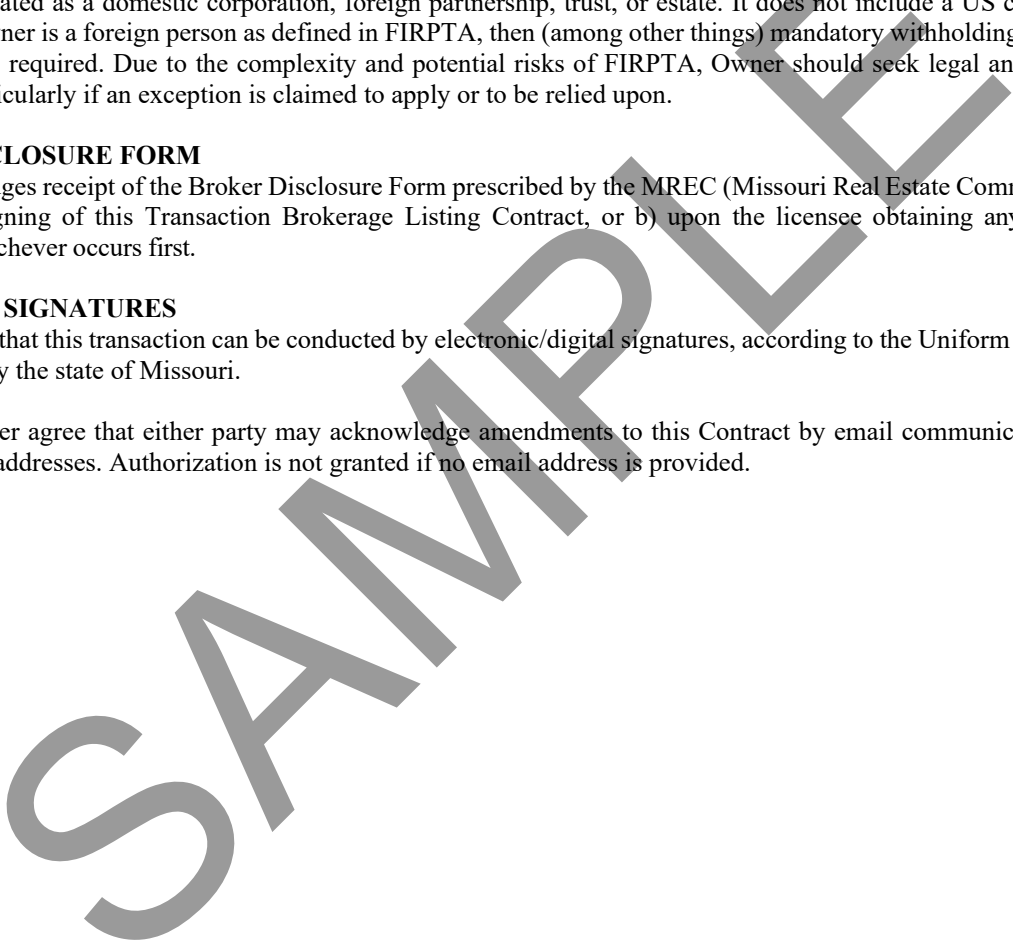 ated as a domestic corporation, foreign partnership, trust, or estate. It does not include a US c
ner is a foreign person as defined in FIRPTA, then (among other things) mandatory withholding
required. Due to the complexity and potential risks of FIRPTA, Owner should seek legal an
icularly if an exception is claimed to apply or to be relied upon.
CLOSURE FORM
ges receipt of the Broker Disclosure Form prescribed by the MREC (Missouri Real Estate Com
gning of this Transaction Brokerage Listing Contract, or b) upon the licensee obtaining any
chever occurs first.
SIGNATURES
that this transaction can be conducted by electronic/digital signatures, according to the Uniform
y the state of Missouri.
er agree that either party may acknowledge amendments to this Contract by email communic
addresses. Authorization is not granted if no email address is provided.
SAMPLE